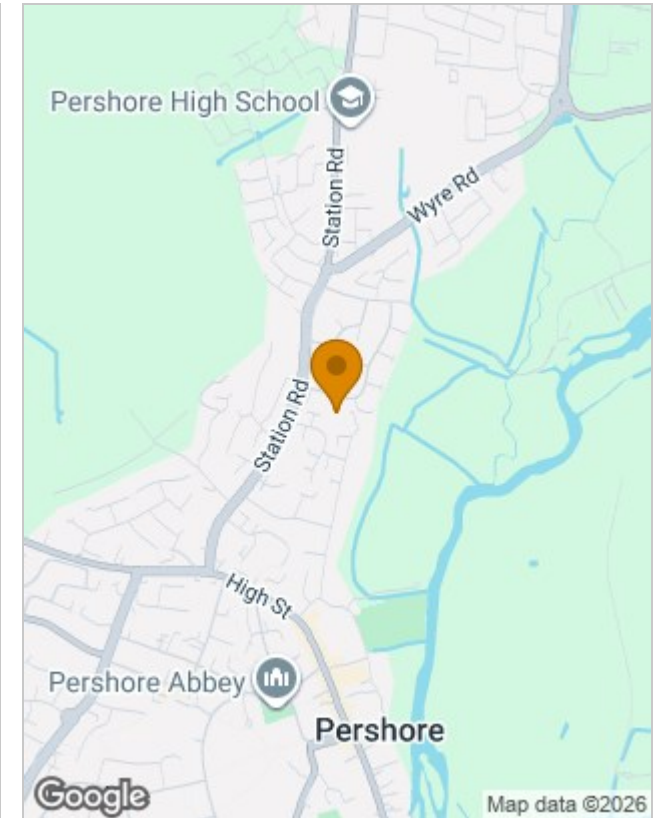 Pershore High School
Station Rd
Wyre Rd
Station Rd
High St
Pershore Abbey
Pershore
Google
Map data ©2026